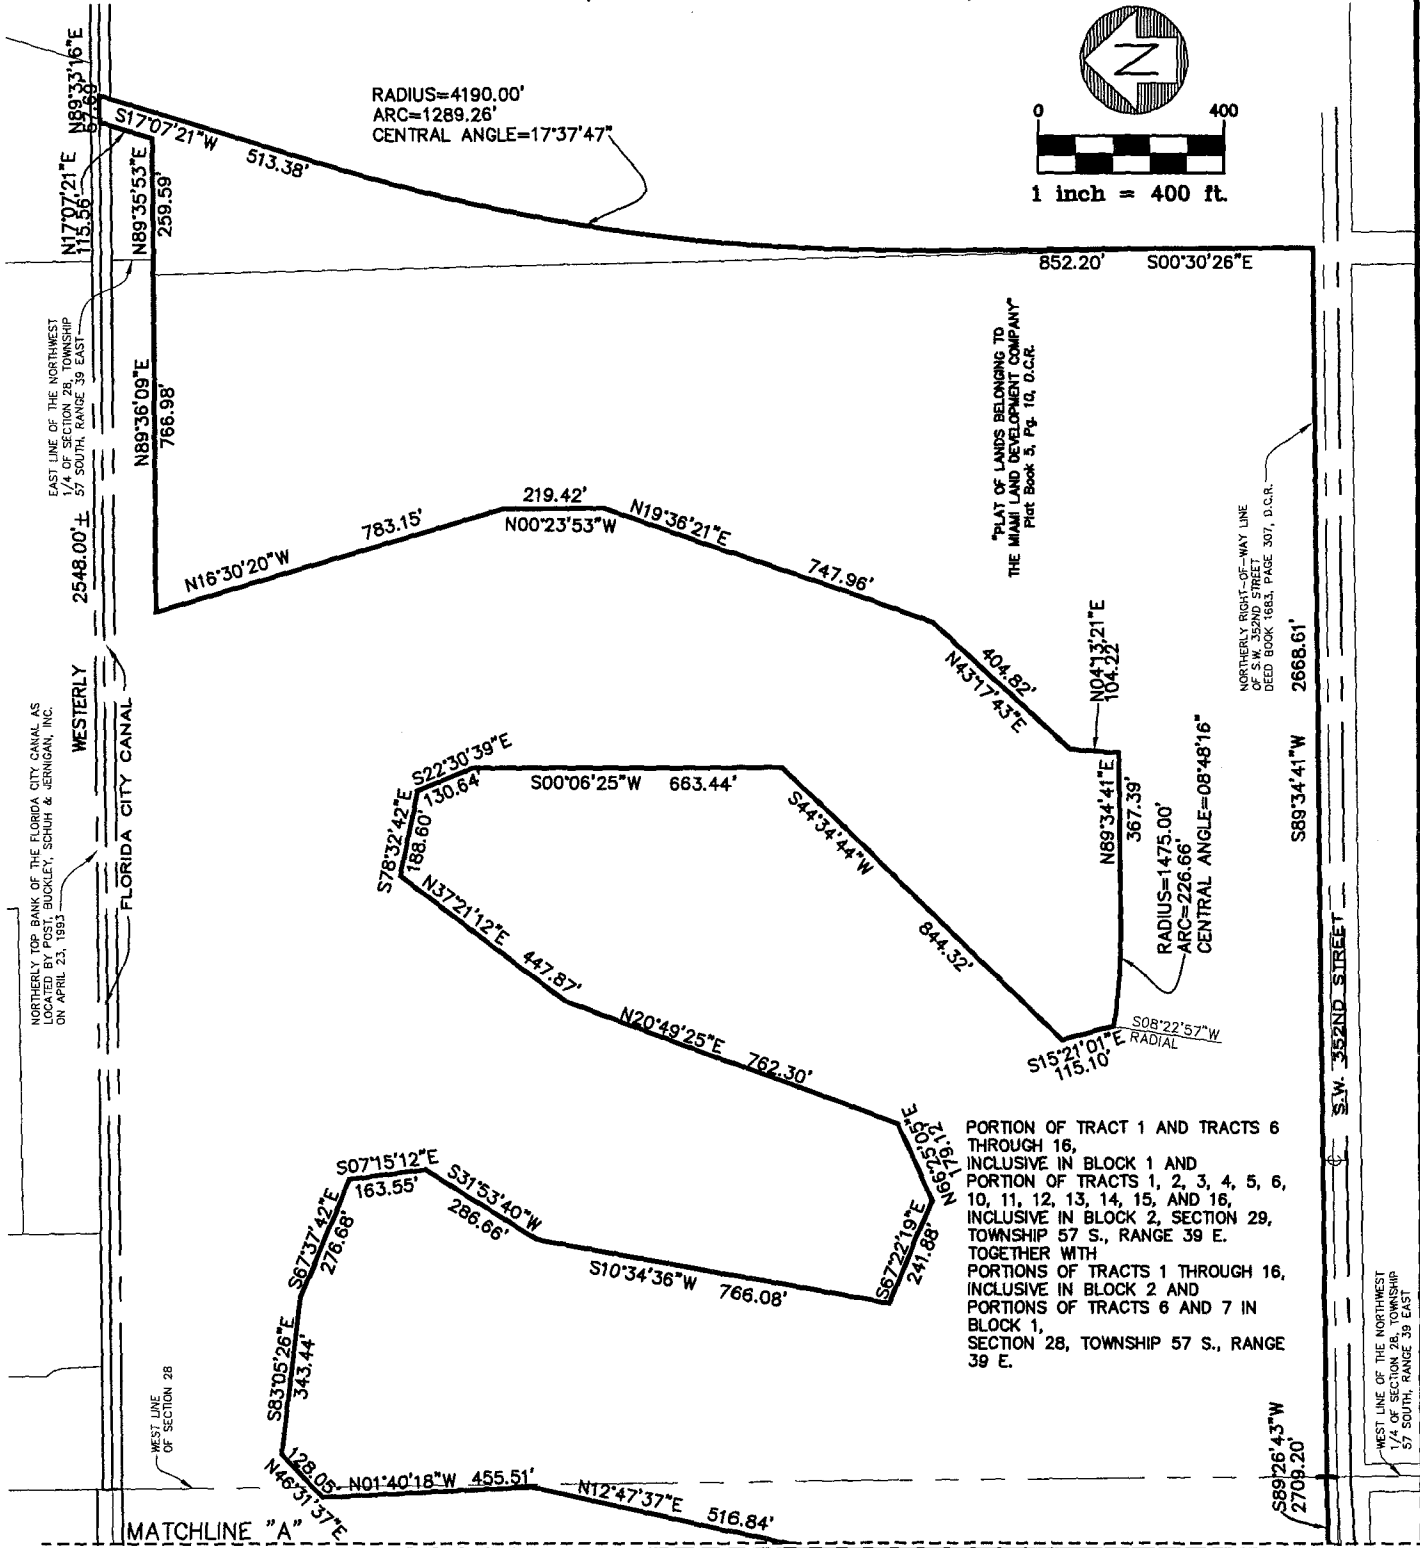 N
0 400
1 inch = 400 ft.
RADIUS=4190.00'
ARC=1289.26'
CENTRAL ANGLE=17°37'47"
N89°33'16"E
S17°07'21"W
513.38'
N17°07'21"E
115.56'
N89°35'53"E
259.59'
852.20' S00°30'26"E
EAST LINE OF THE NORTHWEST
1/4 OF SECTION 28, TOWNSHIP
57 SOUTH, RANGE 39 EAST
N89°36'09"E
766.98'
"PLAT OF LANDS BELONGING TO
THE MIAMI LAND DEVELOPMENT COMPANY"
Plat Book 5, Pg. 10, D.C.R.
NORTHERLY RIGHT-OF-WAY LINE
OF S.W. 352ND STREET
DEED BOOK 1683, PAGE 307, D.C.R.
WESTERLY 2548.00'±
FLORIDA CITY CANAL
NORTHERLY TOP BANK OF THE FLORIDA CITY CANAL AS
LOCATED BY POST, BUCKLEY, SCHUH & JERNIGAN, INC.
ON APRIL 23, 1993
N16°30'20"W
783.15'
219.42'
N00°23'53"W
N19°36'21"E
747.96'
404.82'
N43°17'43"E
N04°13'21"E
104.22
S89°34'41"W 2668.61'
N89°34'41"E
367.39'
RADIUS=1475.00'
ARC=226.66'
CENTRAL ANGLE=08°48'16"
S22°30'39"E
130.64'
S00°06'25"W 663.44'
S44°34'44"W
844.32'
S78°32'42"E
188.60'
N37°21'12"E
447.87'
N20°49'25"E
762.30'
S08°22'57"W
RADIAL
S15°21'01"E
115.10'
S.W. 352ND STREET
N66°25'05"E
179.12'
PORTION OF TRACT 1 AND TRACTS 6
THROUGH 16,
INCLUSIVE IN BLOCK 1 AND
PORTION OF TRACTS 1, 2, 3, 4, 5, 6,
10, 11, 12, 13, 14, 15, AND 16,
INCLUSIVE IN BLOCK 2, SECTION 29,
TOWNSHIP 57 S., RANGE 39 E.
TOGETHER WITH
PORTIONS OF TRACTS 1 THROUGH 16,
INCLUSIVE IN BLOCK 2 AND
PORTIONS OF TRACTS 6 AND 7 IN
BLOCK 1,
SECTION 28, TOWNSHIP 57 S., RANGE
39 E.
S07°15'12"E
163.55'
S31°53'40"W
286.66'
S67°37'42"E
276.68'
S10°34'36"W 766.08'
S67°22'19"E
241.88'
S83°05'26"E
343.44'
WEST LINE
OF SECTION 28
WEST LINE OF THE NORTHWEST
1/4 OF SECTION 28, TOWNSHIP
57 SOUTH, RANGE 39 EAST
S89°26'43"W
2709.20'
128.05'
N46°31'37"E
N01°40'18"W 455.51'
N12°47'37"E
516.84'
MATCHLINE "A"